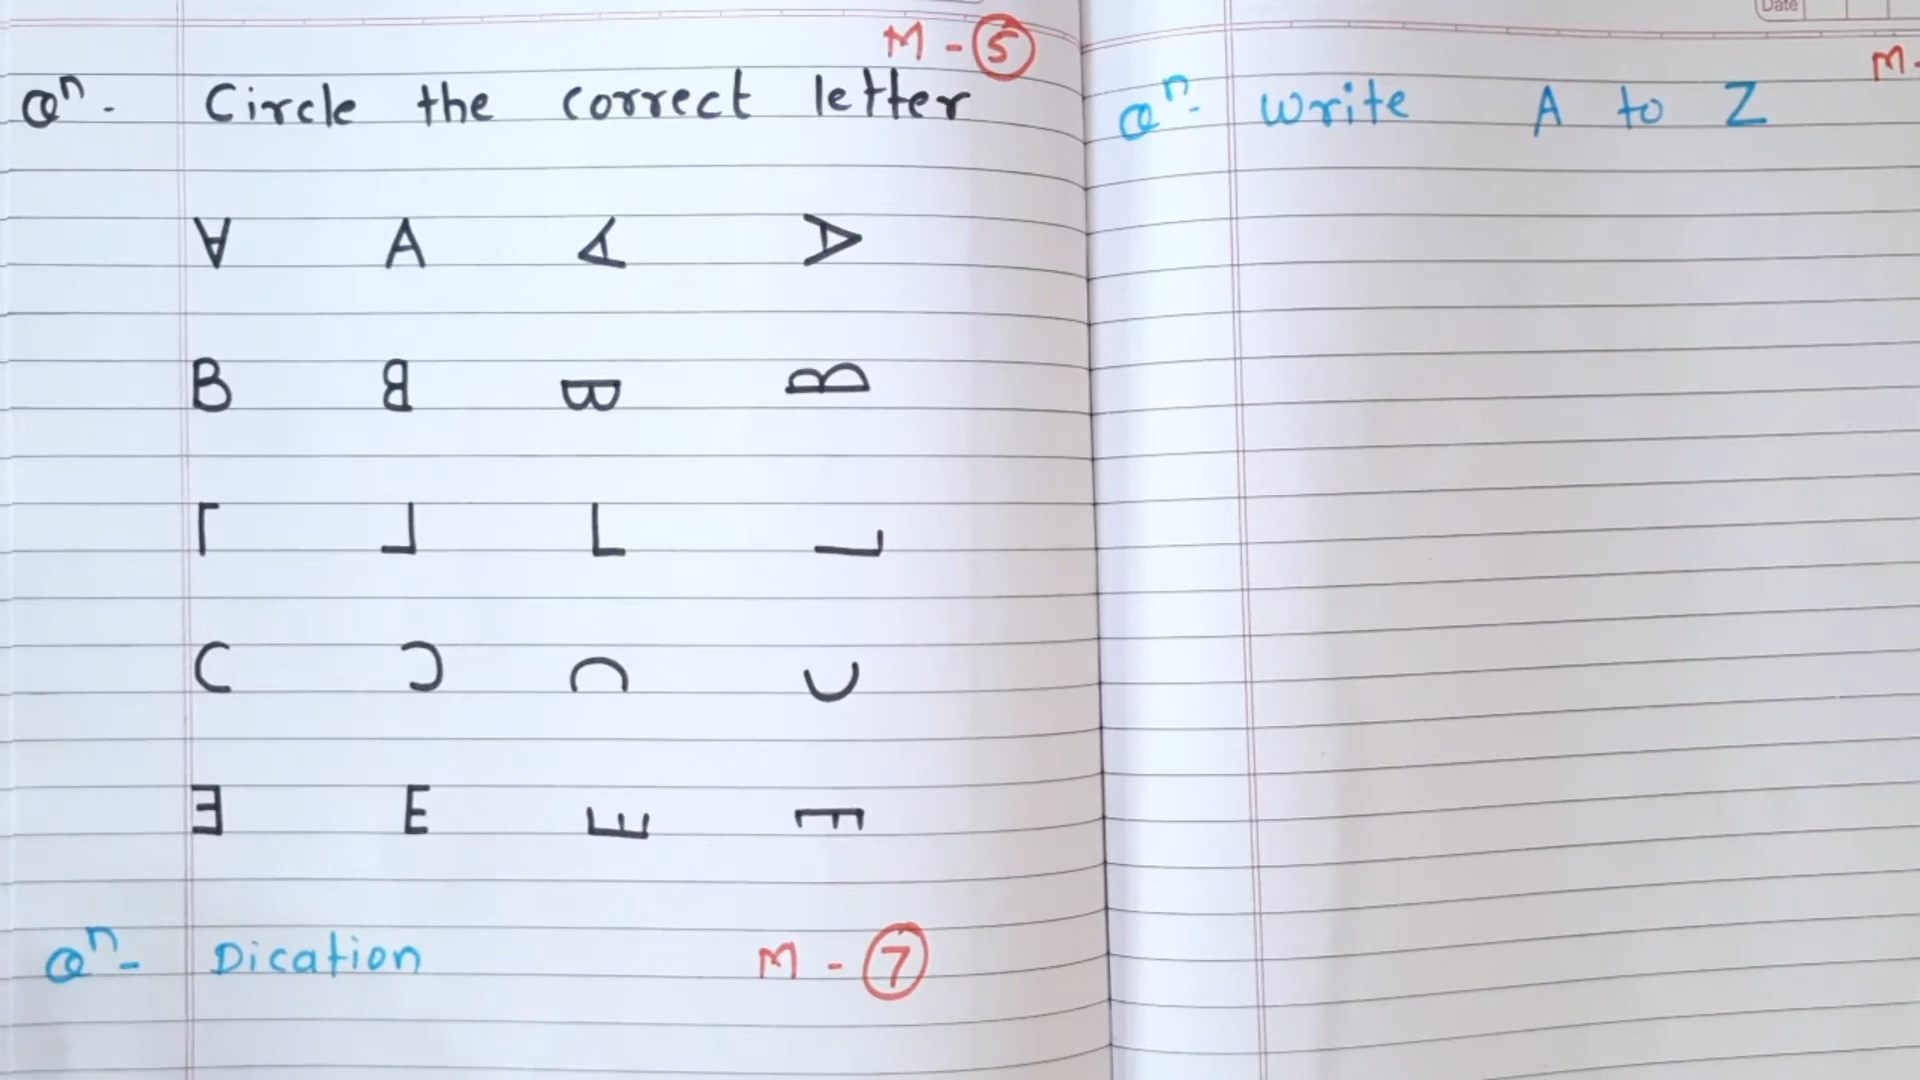 M - 5
Qn - Circle the correct letter
∀ A A A
B B B B
L L L L
C C C C
E E E E
Qn - Dication M - 7
Date
M -
Qn - Write A to Z